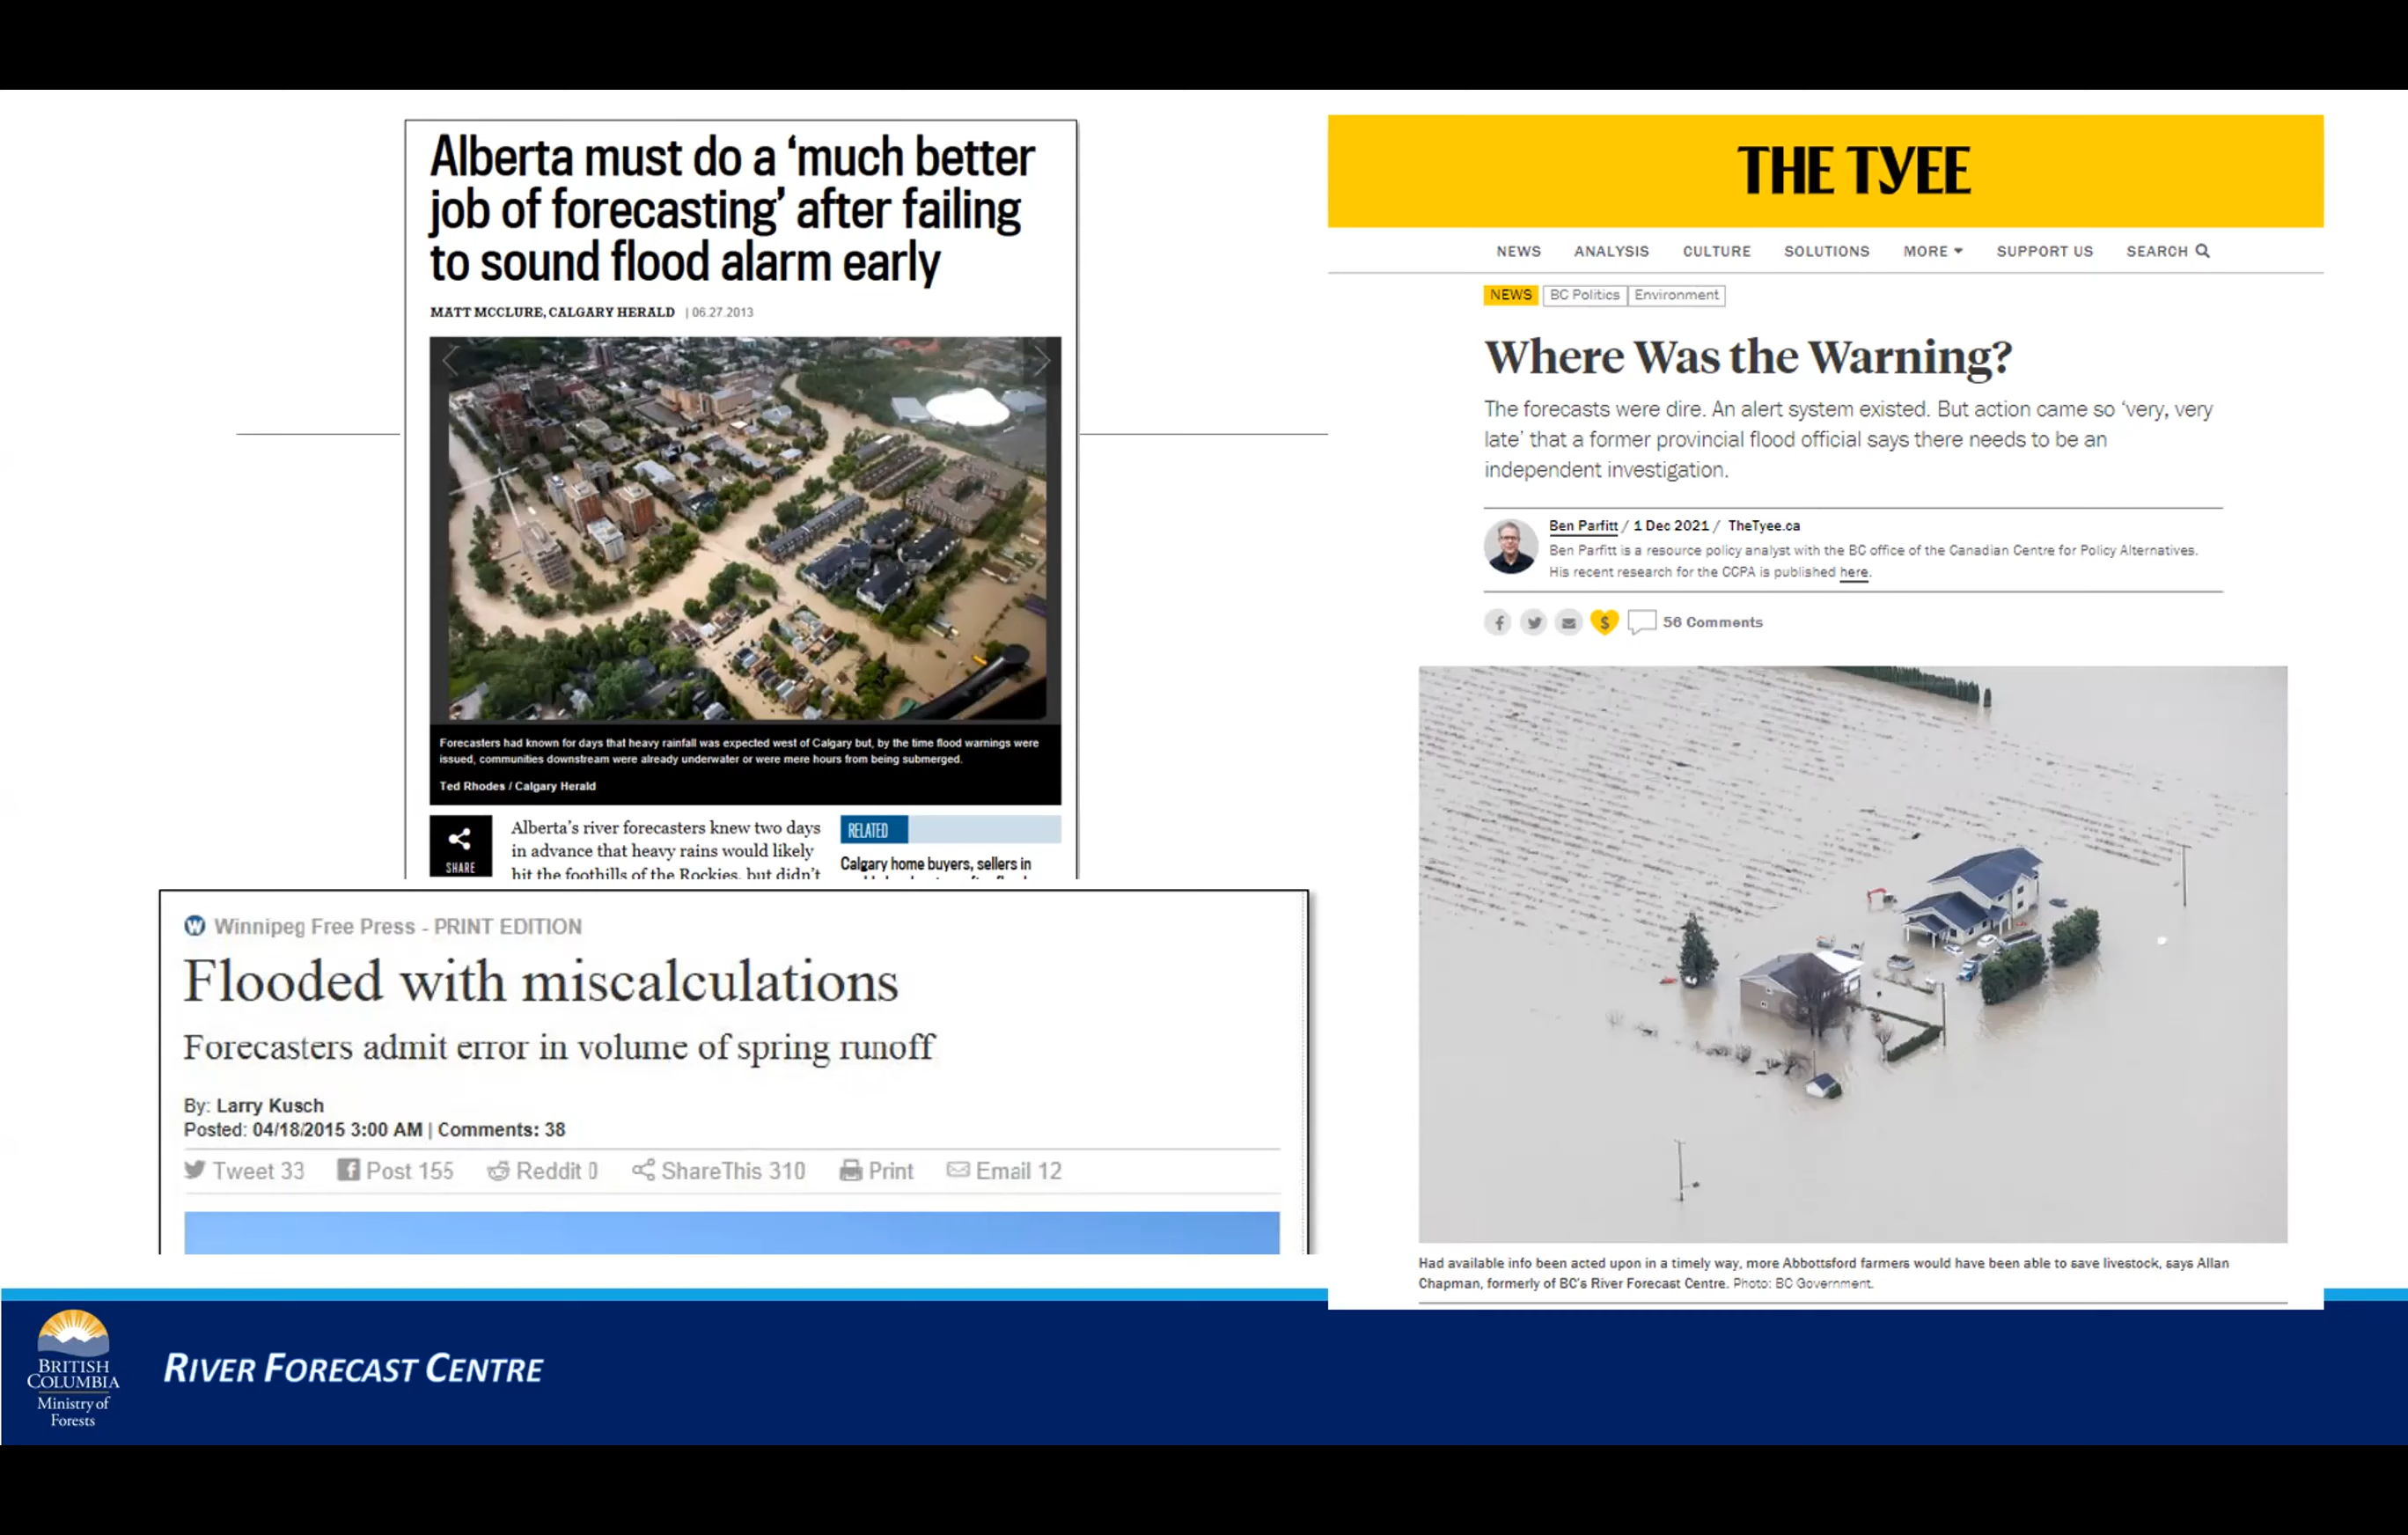 Alberta must do a ‘much better
job of forecasting’ after failing
to sound flood alarm early
MATT MCCLURE, CALGARY HERALD | 06.27.2013
Forecasters had known for days that heavy rainfall was expected west of Calgary but, by the time flood warnings were
issued, communities downstream were already underwater or were mere hours from being submerged.
Ted Rhodes / Calgary Herald
SHARE
Alberta’s river forecasters knew two days
in advance that heavy rains would likely
hit the foothills of the Rockies, but didn’t
RELATED
Calgary home buyers, sellers in
W Winnipeg Free Press - PRINT EDITION
Flooded with miscalculations
Forecasters admit error in volume of spring runoff
By: Larry Kusch
Posted: 04/18/2015 3:00 AM | Comments: 38
Tweet 33 Post 155 Reddit 0 ShareThis 310 Print Email 12
THE TYEE
NEWS ANALYSIS CULTURE SOLUTIONS MORE SUPPORT US SEARCH
NEWS BC Politics Environment
Where Was the Warning?
The forecasts were dire. An alert system existed. But action came so ‘very, very
late’ that a former provincial flood official says there needs to be an
independent investigation.
Ben Parfitt / 1 Dec 2021 / TheTyee.ca
Ben Parfitt is a resource policy analyst with the BC office of the Canadian Centre for Policy Alternatives.
His recent research for the CCPA is published here.
$ 56 Comments
Had available info been acted upon in a timely way, more Abbottsford farmers would have been able to save livestock, says Allan
Chapman, formerly of BC’s River Forecast Centre. Photo: BC Government.
BRITISH
COLUMBIA
Ministry of
Forests
RIVER FORECAST CENTRE